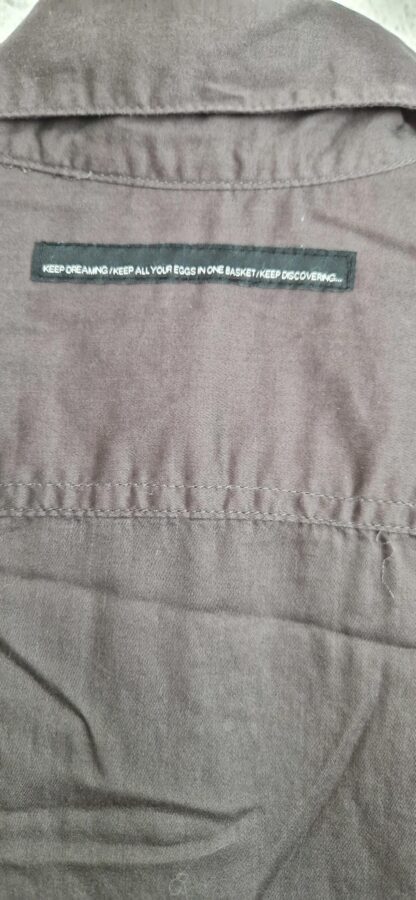 KEEP DREAMING/KEEP ALL YOUR EGGS IN ONE BASKET/KEEP DISCOVERING...